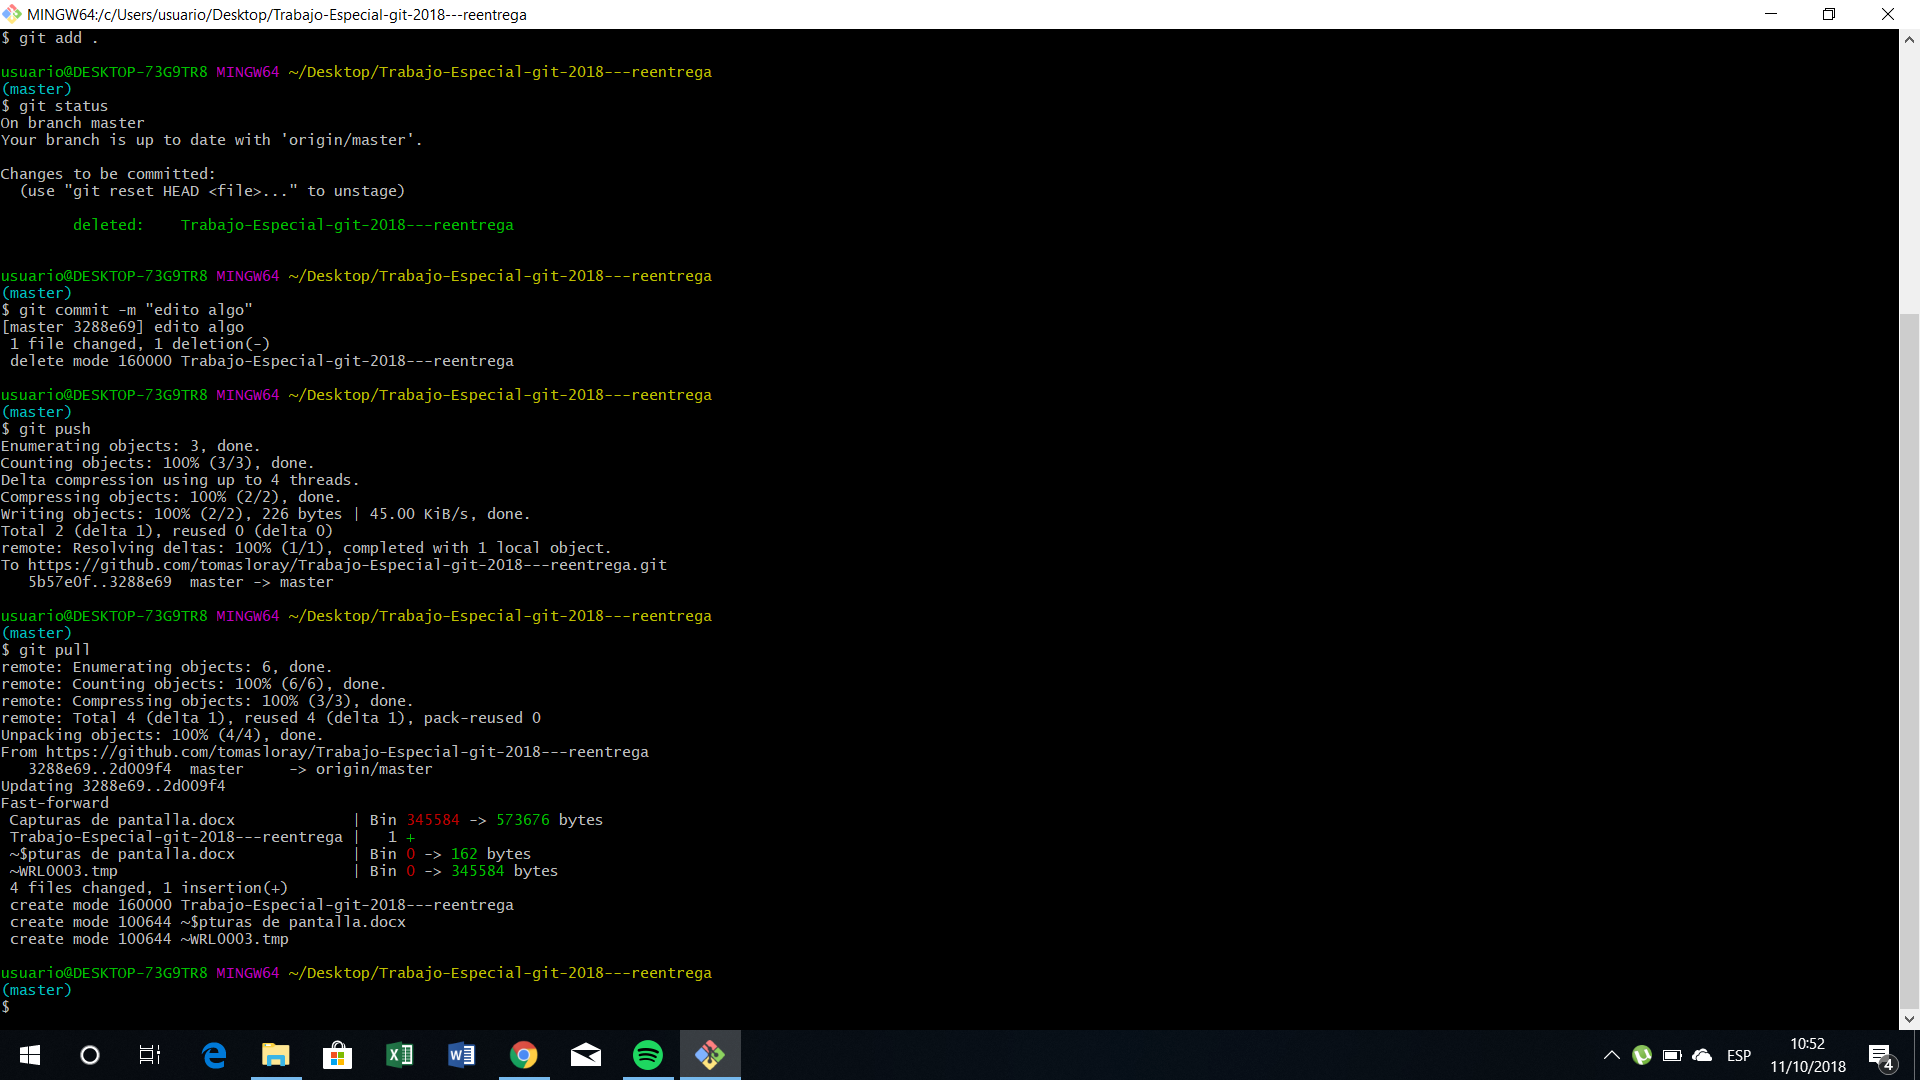 MINGW64:/c/Users/usuario/Desktop/Trabajo-Especial-git-2018---reentrega
$ git add .
usuario@DESKTOP-73G9TR8 MINGW64 ~/Desktop/Trabajo-Especial-git-2018---reentrega
(master)
$ git status
On branch master
Your branch is up to date with 'origin/master'.
Changes to be committed:
  (use "git reset HEAD <file>..." to unstage)
        deleted:    Trabajo-Especial-git-2018---reentrega
usuario@DESKTOP-73G9TR8 MINGW64 ~/Desktop/Trabajo-Especial-git-2018---reentrega
(master)
$ git commit -m "edito algo"
[master 3288e69] edito algo
 1 file changed, 1 deletion(-)
 delete mode 160000 Trabajo-Especial-git-2018---reentrega
usuario@DESKTOP-73G9TR8 MINGW64 ~/Desktop/Trabajo-Especial-git-2018---reentrega
(master)
$ git push
Enumerating objects: 3, done.
Counting objects: 100% (3/3), done.
Delta compression using up to 4 threads.
Compressing objects: 100% (2/2), done.
Writing objects: 100% (2/2), 226 bytes | 45.00 KiB/s, done.
Total 2 (delta 1), reused 0 (delta 0)
remote: Resolving deltas: 100% (1/1), completed with 1 local object.
To https://github.com/tomasloray/Trabajo-Especial-git-2018---reentrega.git
   5b57e0f..3288e69  master -> master
usuario@DESKTOP-73G9TR8 MINGW64 ~/Desktop/Trabajo-Especial-git-2018---reentrega
(master)
$ git pull
remote: Enumerating objects: 6, done.
remote: Counting objects: 100% (6/6), done.
remote: Compressing objects: 100% (3/3), done.
remote: Total 4 (delta 1), reused 4 (delta 1), pack-reused 0
Unpacking objects: 100% (4/4), done.
From https://github.com/tomasloray/Trabajo-Especial-git-2018---reentrega
   3288e69..2d009f4  master     -> origin/master
Updating 3288e69..2d009f4
Fast-forward
 Capturas de pantalla.docx             | Bin 345584 -> 573676 bytes
 Trabajo-Especial-git-2018---reentrega |   1 +
 ~$pturas de pantalla.docx             | Bin 0 -> 162 bytes
 ~WRL0003.tmp                          | Bin 0 -> 345584 bytes
 4 files changed, 1 insertion(+)
 create mode 160000 Trabajo-Especial-git-2018---reentrega
 create mode 100644 ~$pturas de pantalla.docx
 create mode 100644 ~WRL0003.tmp
usuario@DESKTOP-73G9TR8 MINGW64 ~/Desktop/Trabajo-Especial-git-2018---reentrega
(master)
$
ESP
10:52
11/10/2018
4